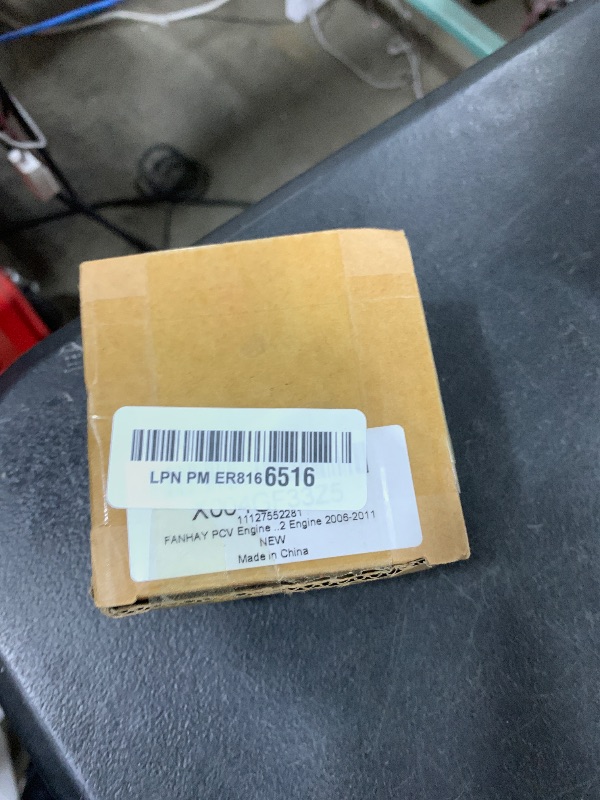 LPN PM ER8166516
11127552281
FANHAY PCV Engine ..2 Engine 2006-2011
NEW
Made in China